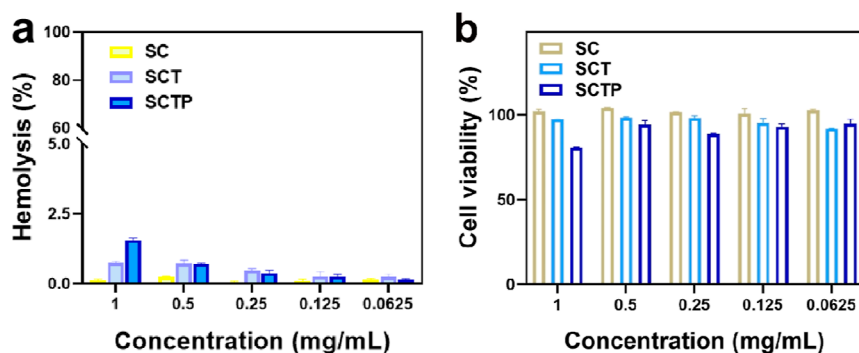 a
Hemolysis (%)
100
80
60
5.0
2.5
0.0
SC
SCT
SCTP
1 0.5 0.25 0.125 0.0625
Concentration (mg/mL)
b
Cell viability (%)
100
50
0
SC
SCT
SCTP
1 0.5 0.25 0.125 0.0625
Concentration (mg/mL)